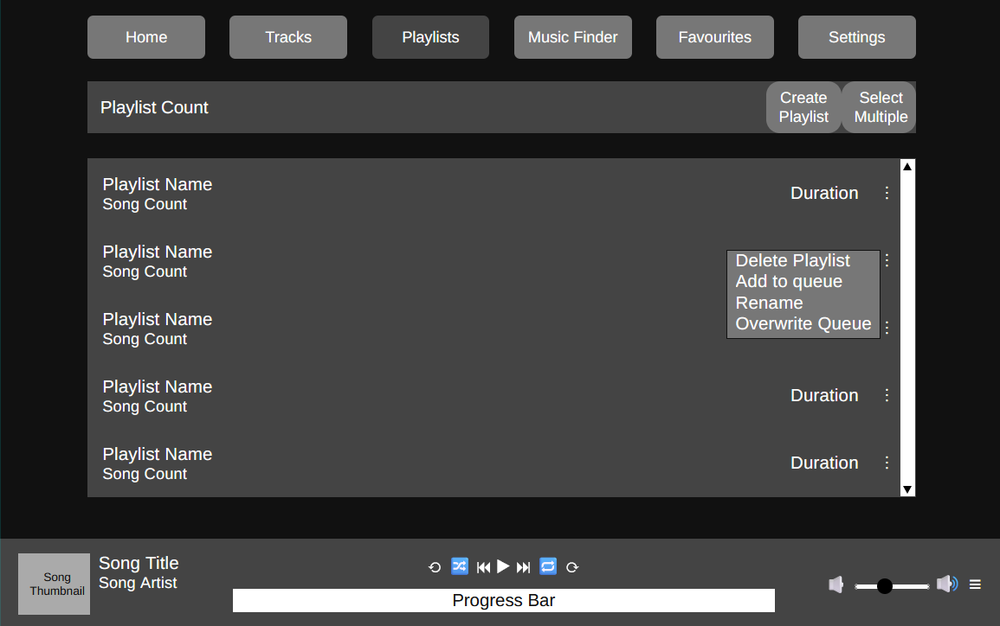 Home
Tracks
Playlists
Music Finder
Favourites
Settings
Playlist Count
Create
Playlist
Select
Multiple
Playlist Name
Song Count
Duration
Playlist Name
Song Count
Delete Playlist
Add to queue
Rename
Overwrite Queue
Playlist Name
Song Count
Playlist Name
Song Count
Duration
Playlist Name
Song Count
Duration
Song
Thumbnail
Song Title
Song Artist
Progress Bar